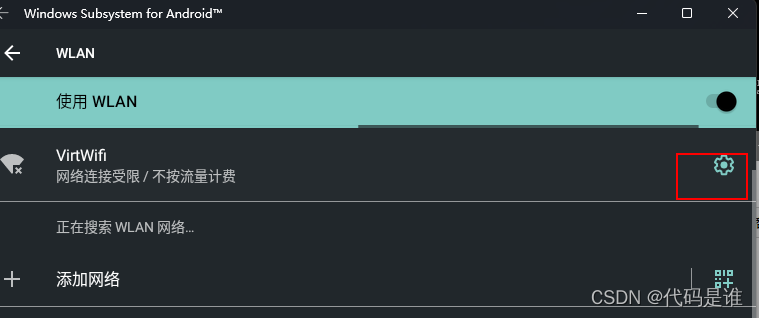 Windows Subsystem for Android™
WLAN
使用 WLAN
VirtWifi
网络连接受限 / 不按流量计费
正在搜索 WLAN 网络...
添加网络
CSDN @代码是谁